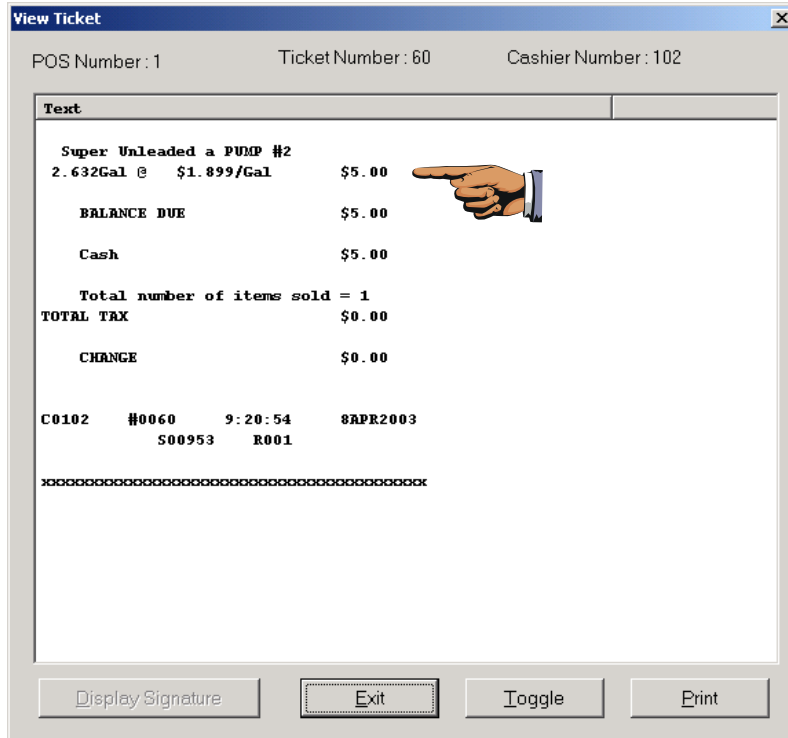 View Ticket
POS Number : 1 Ticket Number : 60 Cashier Number : 102
Text
Super Unleaded a PUMP #2
2.632Gal @ $1.899/Gal $5.00
BALANCE DUE $5.00
Cash $5.00
Total number of items sold = 1
TOTAL TAX $0.00
CHANGE $0.00
C0102 #0060 9:20:54 8APR2003
S00953 R001
xxxxxxxxxxxxxxxxxxxxxxxxxxxxxxxxxxxxxxxxxxxx
Display Signature Exit Toggle Print